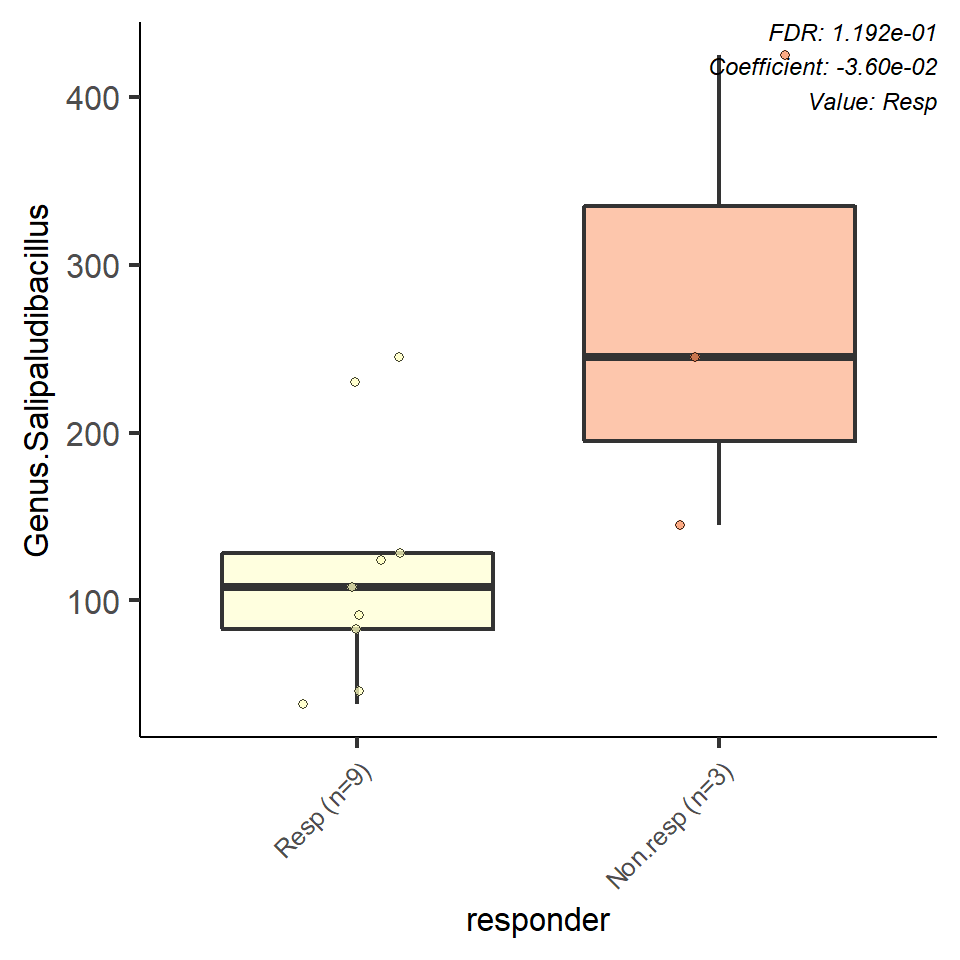 FDR: 1.192e-01
Coefficient: -3.60e-02
Value: Resp
Genus.Salipaludibacillus
400
300
200
100
Resp (n=9)
Non.resp (n=3)
responder